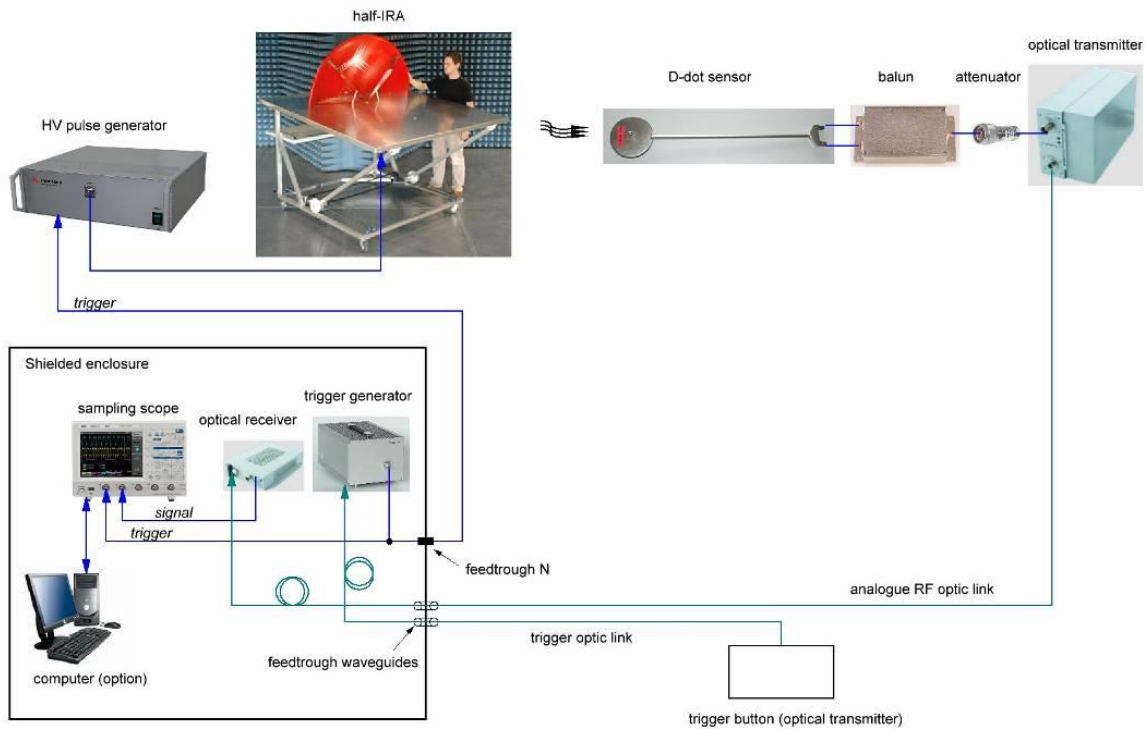 half-IRA
optical transmitter
D-dot sensor
balun
attenuator
HV pulse generator
trigger
Shielded enclosure
trigger generator
sampling scope
optical receiver
signal
trigger
feedtrough N
analogue RF optic link
trigger optic link
feedtrough waveguides
computer (option)
trigger button (optical transmitter)